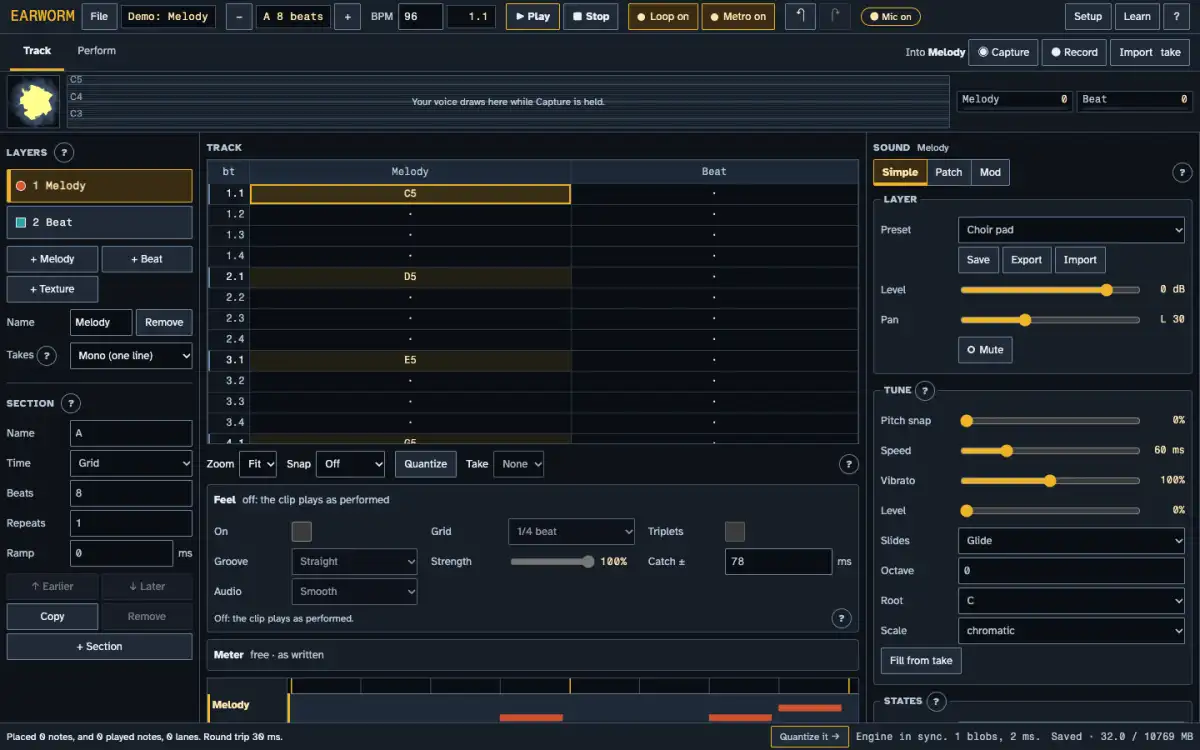 EARWORM File Demo: Melody − A 8 beats + BPM 96 1.1 Play Stop Loop on Metro on Mic on Setup Learn ?
Track Perform Into Melody Capture Record Import take
C5
C4 Your voice draws here while Capture is held. Melody 0 Beat 0
C3
LAYERS ?
1 Melody
2 Beat
+ Melody + Beat
+ Texture
Name Melody Remove
Takes ? Mono (one line)
SECTION ?
Name A
Time Grid
Beats 8
Repeats 1
Ramp 0 ms
↑ Earlier ↓ Later
Copy Remove
+ Section
TRACK
bt Melody Beat
1.1 C5 ·
1.2 · ·
1.3 · ·
1.4 · ·
2.1 D5 ·
2.2 · ·
2.3 · ·
2.4 · ·
3.1 E5 ·
3.2 · ·
3.3 · ·
3.4 · ·
4.1 G5 ·
Zoom Fit Snap Off Quantize Take None ?
Feel off: the clip plays as performed
On Grid 1/4 beat Triplets
Groove Straight Strength 100% Catch ± 78 ms
Audio Smooth
Off: the clip plays as performed. ?
Meter free · as written
Melody
SOUND Melody
Simple Patch Mod ?
LAYER
Preset Choir pad
Save Export Import
Level 0 dB
Pan L 30
Mute
TUNE ?
Pitch snap 0%
Speed 60 ms
Vibrato 100%
Level 0%
Slides Glide
Octave 0
Root C
Scale chromatic
Fill from take
STATES ?
Placed 0 notes, and 0 played notes, 0 lanes. Round trip 30 ms. Quantize it → Engine in sync. 1 blobs, 2 ms. Saved · 32.0 / 10769 MB